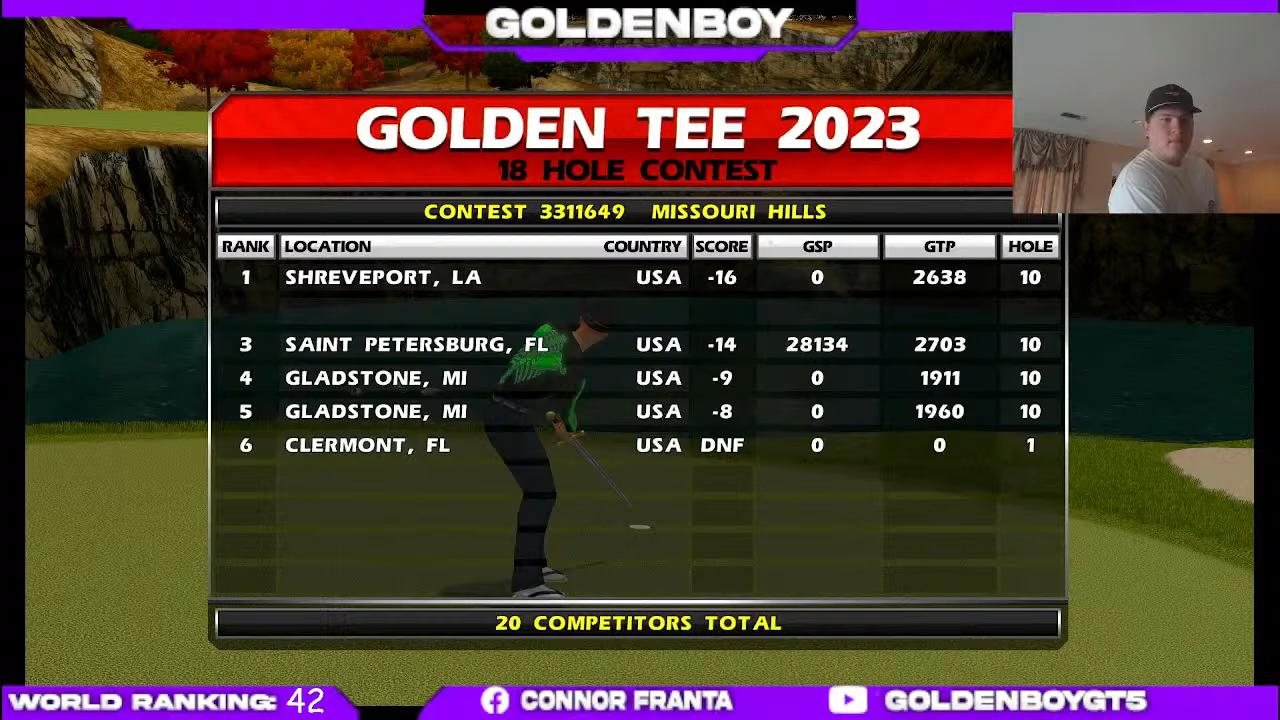 GOLDENBOY
GOLDEN TEE 2023
18 HOLE CONTEST
CONTEST 3311649 MISSOURI HILLS
RANK LOCATION COUNTRY SCORE GSP GTP HOLE
1 SHREVEPORT, LA USA -16 0 2638 10
3 SAINT PETERSBURG, FL USA -14 28134 2703 10
4 GLADSTONE, MI USA -9 0 1911 10
5 GLADSTONE, MI USA -8 0 1960 10
6 CLERMONT, FL USA DNF 0 0 1
20 COMPETITORS TOTAL
WORLD RANKING: 42 CONNOR FRANTA GOLDENBOYGT5